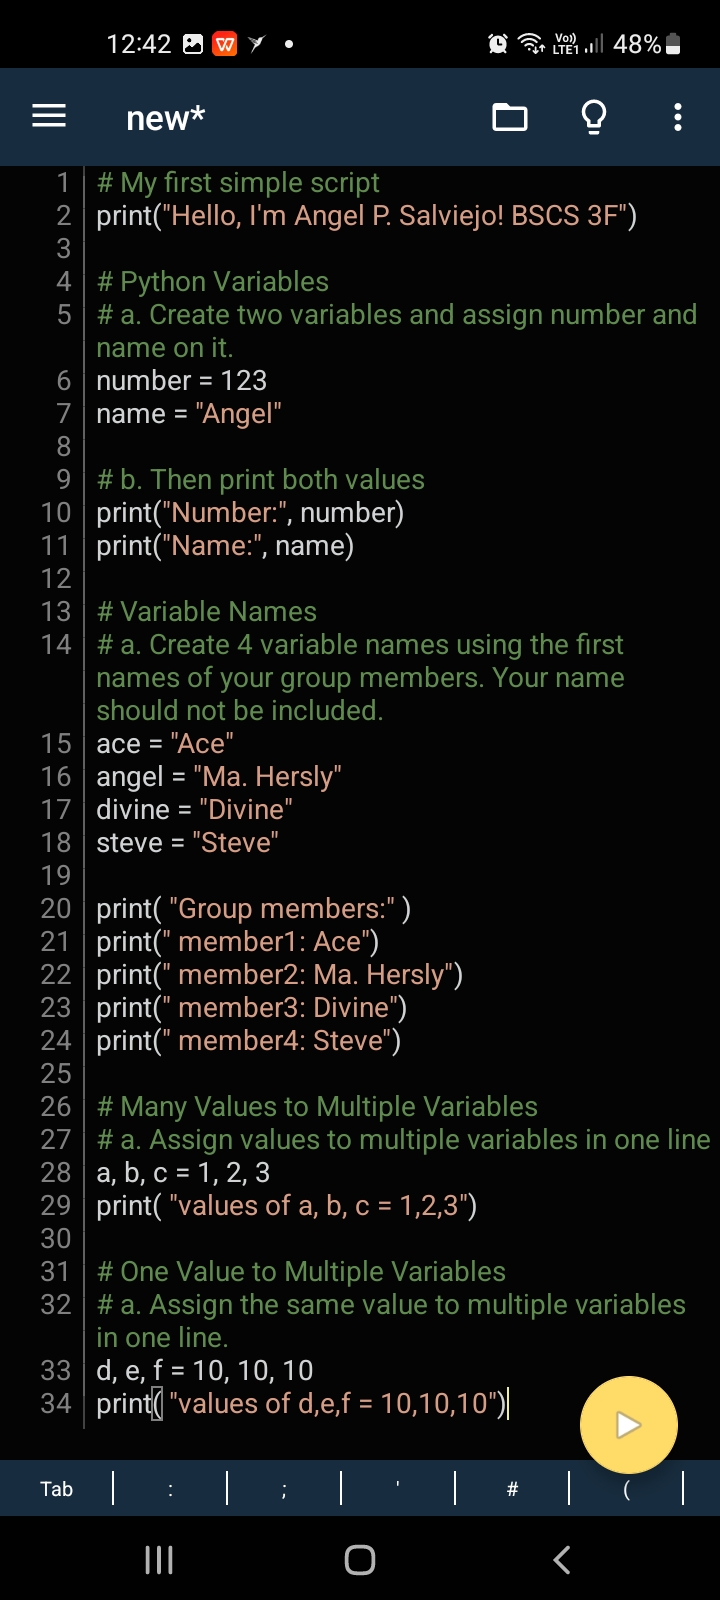 12:42
Vo)) LTE1 48%
new*
1 # My first simple script
2 print("Hello, I'm Angel P. Salviejo! BSCS 3F")
3
4 # Python Variables
5 # a. Create two variables and assign number and
name on it.
6 number = 123
7 name = "Angel"
8
9 # b. Then print both values
10 print("Number:", number)
11 print("Name:", name)
12
13 # Variable Names
14 # a. Create 4 variable names using the first
names of your group members. Your name
should not be included.
15 ace = "Ace"
16 angel = "Ma. Hersly"
17 divine = "Divine"
18 steve = "Steve"
19
20 print( "Group members:" )
21 print(" member1: Ace")
22 print(" member2: Ma. Hersly")
23 print(" member3: Divine")
24 print(" member4: Steve")
25
26 # Many Values to Multiple Variables
27 # a. Assign values to multiple variables in one line
28 a, b, c = 1, 2, 3
29 print( "values of a, b, c = 1,2,3")
30
31 # One Value to Multiple Variables
32 # a. Assign the same value to multiple variables
in one line.
33 d, e, f = 10, 10, 10
34 print( "values of d,e,f = 10,10,10")
Tab : ; ' # (